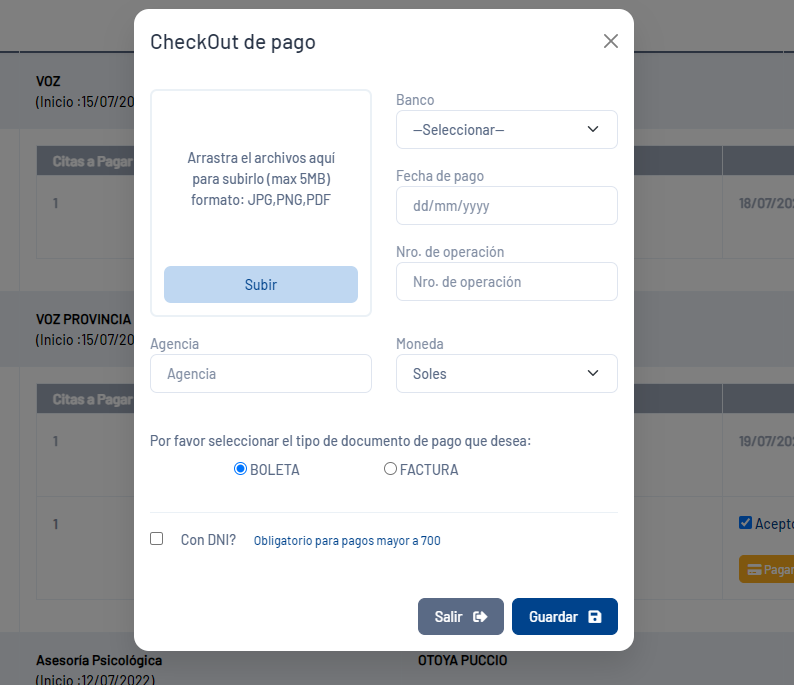 CheckOut de pago
VOZ
(Inicio :15/07/20
Citas a Pagar
1
18/07/20
Arrastra el archivos aquí
para subirlo (max 5MB)
formato: JPG,PNG,PDF
Subir
Banco
--Seleccionar--
Fecha de pago
dd/mm/yyyy
Nro. de operación
Nro. de operación
VOZ PROVINCIA
(Inicio :15/07/20
Agencia
Agencia
Moneda
Soles
Citas a Pagar
1
19/07/20
Por favor seleccionar el tipo de documento de pago que desea:
BOLETA
FACTURA
1
Acepto
Pagar
Con DNI?
Obligatorio para pagos mayor a 700
Salir
Guardar
Asesoría Psicológica
(Inicio :12/07/2022)
OTOYA PUCCIO